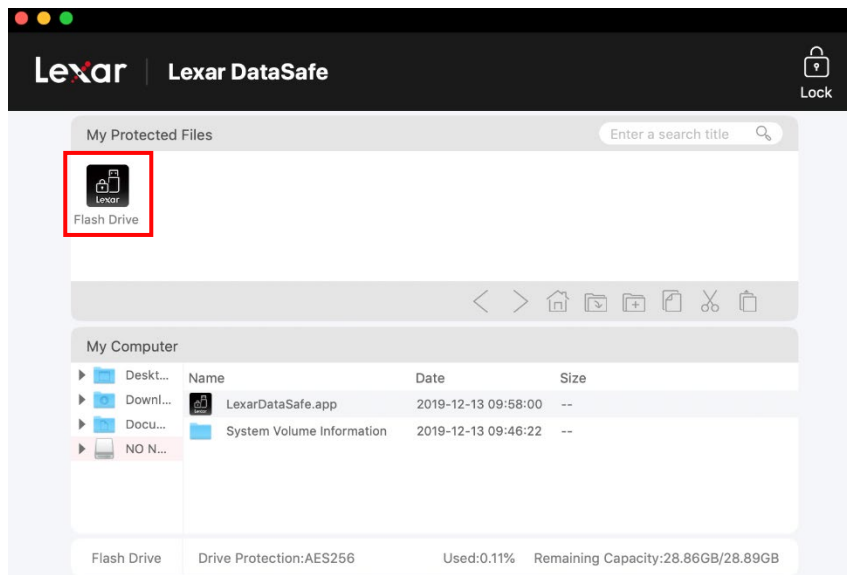 Lexar Lexar DataSafe
Lock
My Protected Files Enter a search title
Lexar
Flash Drive
My Computer
Deskt... Name Date Size
Downl... LexarDataSafe.app 2019-12-13 09:58:00 --
Docu... System Volume Information 2019-12-13 09:46:22 --
NO N...
Flash Drive Drive Protection:AES256 Used:0.11% Remaining Capacity:28.86GB/28.89GB